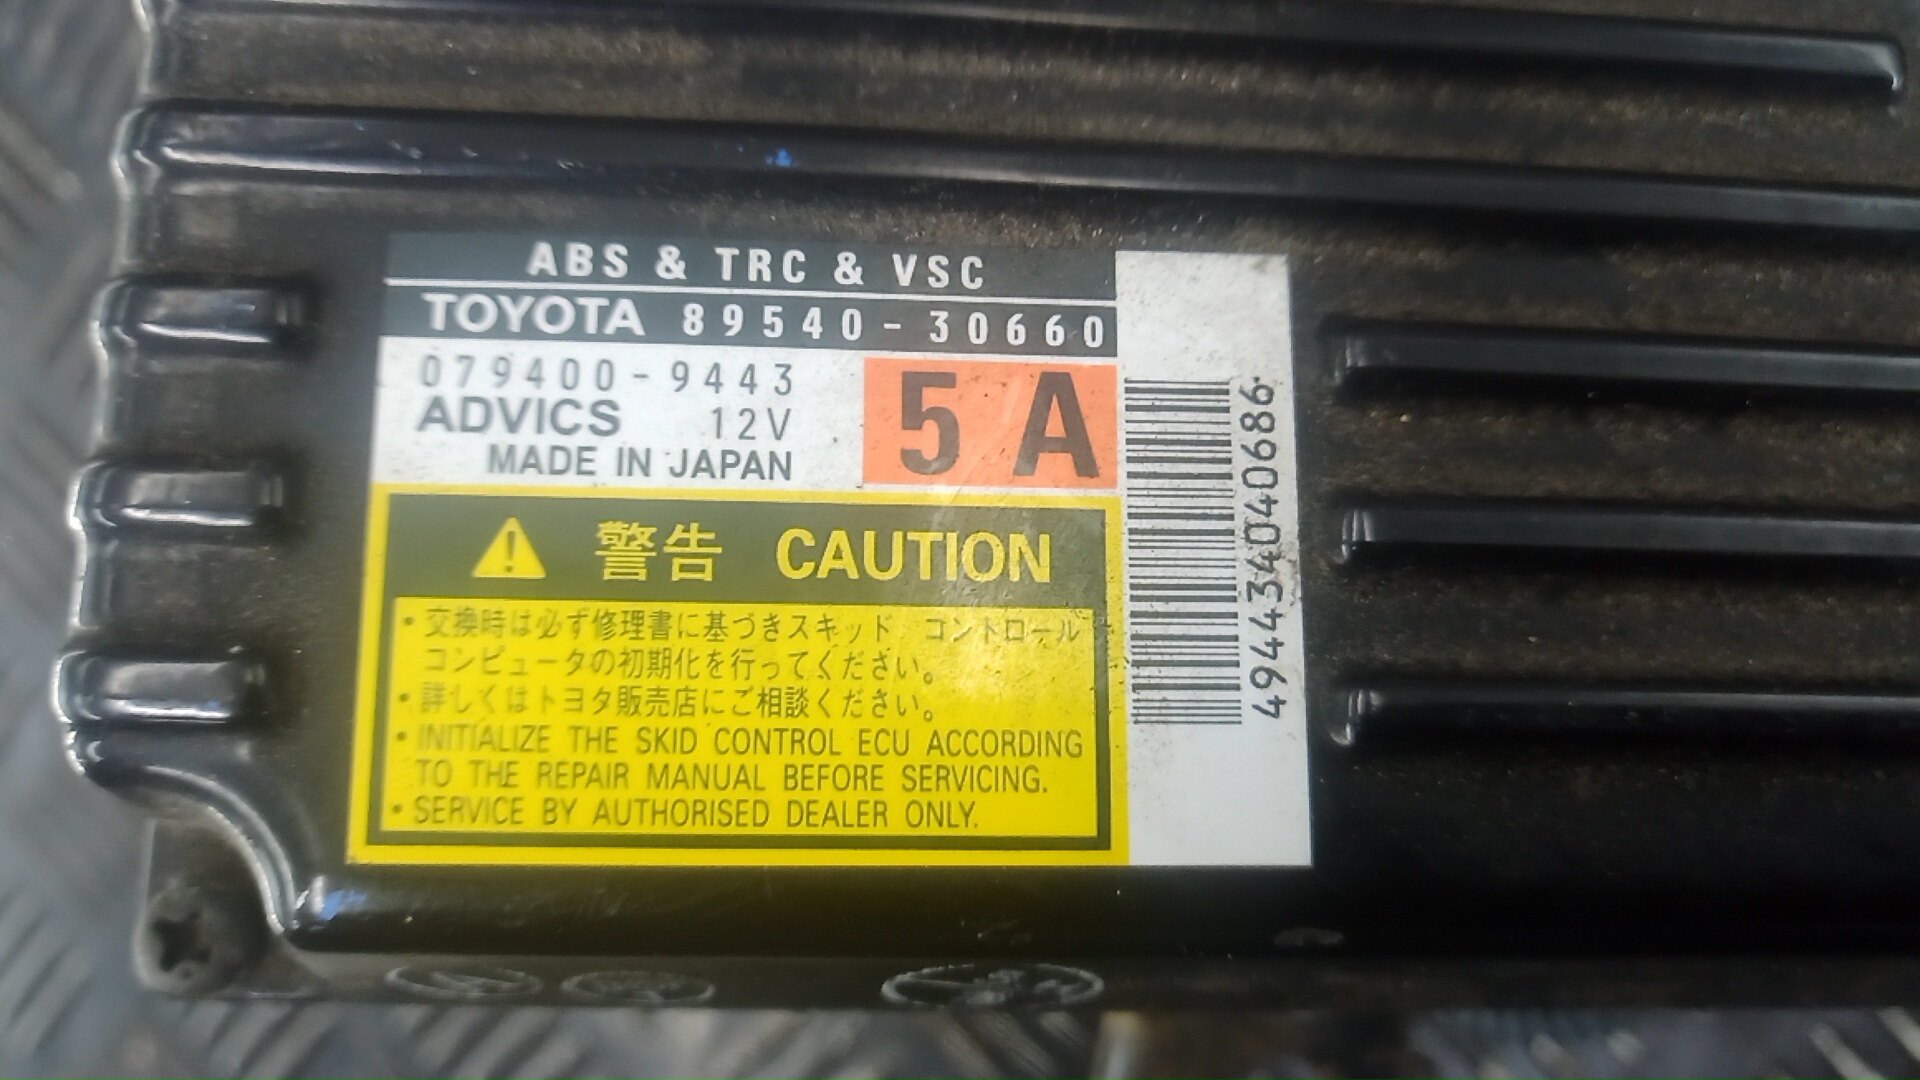 ABS & TRC & VSC
TOYOTA 89540-30660
079400-9443
ADVICS 12V
MADE IN JAPAN
5A
警告 CAUTION
・交換時は必ず修理書に基づきスキッド コントロール
コンピュータの初期化を行ってください。
・詳しくはトヨタ販売店にご相談ください。
・INITIALIZE THE SKID CONTROL ECU ACCORDING
TO THE REPAIR MANUAL BEFORE SERVICING.
・SERVICE BY AUTHORISED DEALER ONLY.
494434040686